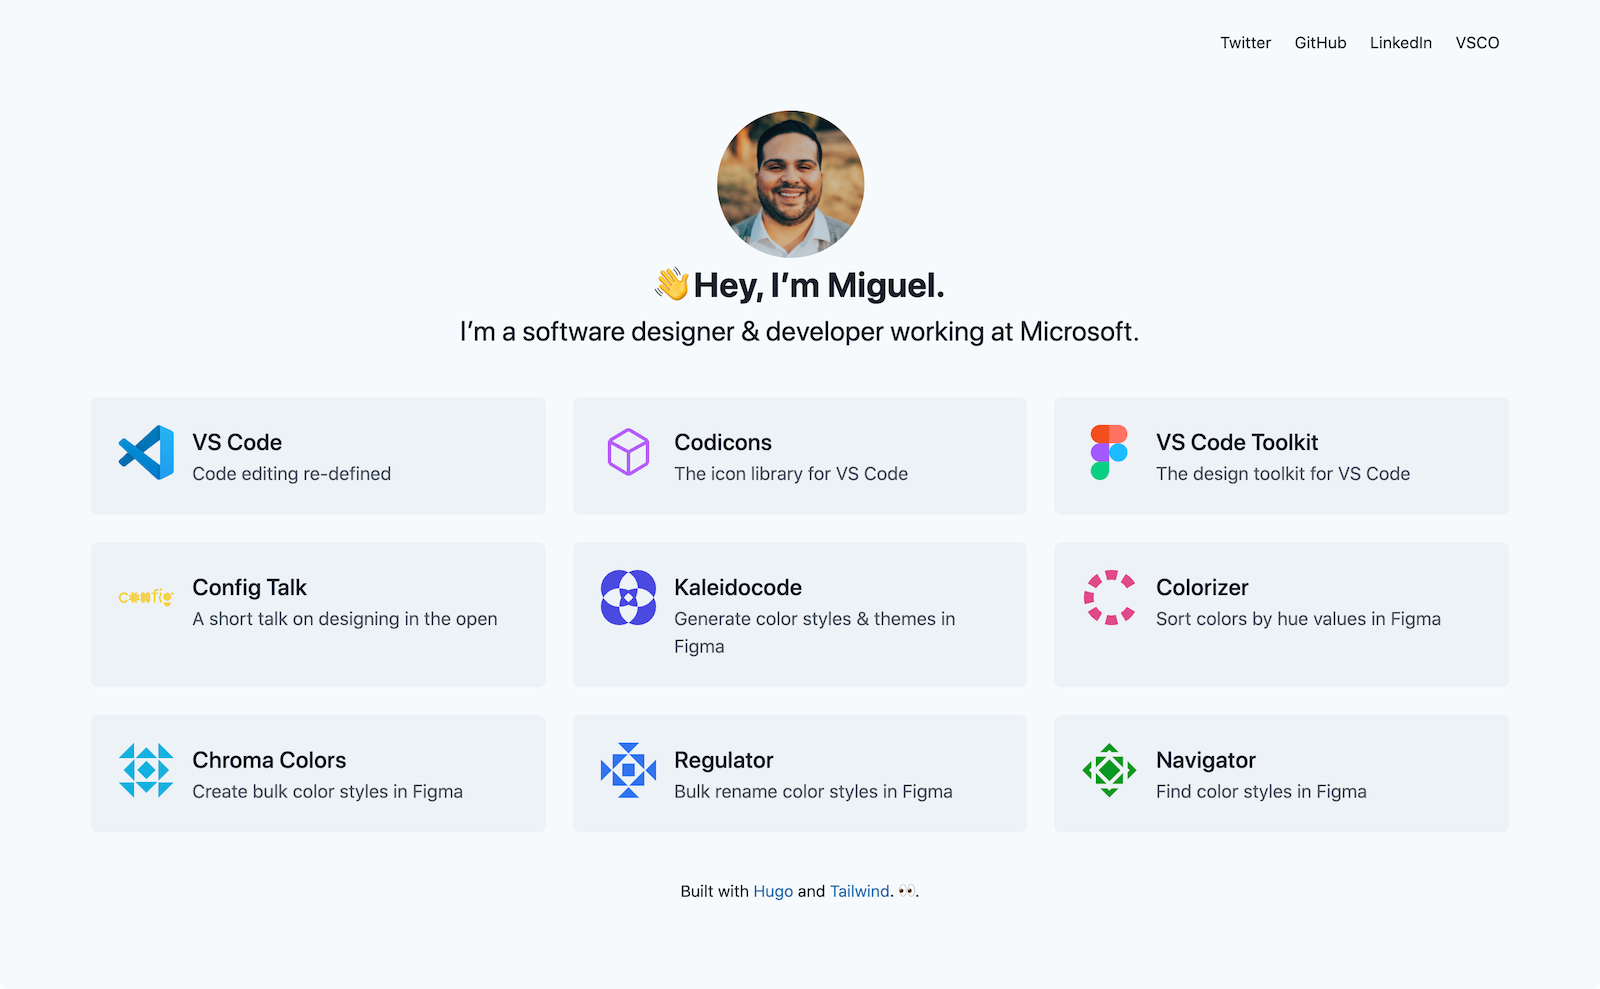 Twitter GitHub LinkedIn VSCO
👋Hey, I’m Miguel.
I’m a software designer & developer working at Microsoft.
VS Code
Code editing re-defined
Codicons
The icon library for VS Code
VS Code Toolkit
The design toolkit for VS Code
config
Config Talk
A short talk on designing in the open
Kaleidocode
Generate color styles & themes in
Figma
Colorizer
Sort colors by hue values in Figma
Chroma Colors
Create bulk color styles in Figma
Regulator
Bulk rename color styles in Figma
Navigator
Find color styles in Figma
Built with Hugo and Tailwind. 👀.